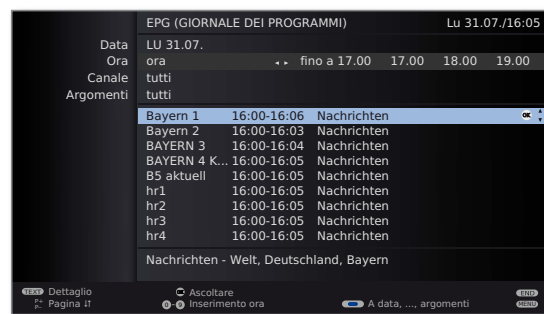 EPG (GIORNALE DEI PROGRAMMI) Lu 31.07./16:05
Data LU 31.07.
Ora ora fino a 17.00 17.00 18.00 19.00
Canale tutti
Argomenti tutti
Bayern 1 16:00-16:06 Nachrichten OK
Bayern 2 16:00-16:03 Nachrichten
BAYERN 3 16:00-16:04 Nachrichten
BAYERN 4 K... 16:00-16:05 Nachrichten
B5 aktuell 16:00-16:05 Nachrichten
hr1 16:00-16:05 Nachrichten
hr2 16:00-16:05 Nachrichten
hr3 16:00-16:05 Nachrichten
hr4 16:00-16:05 Nachrichten
Nachrichten - Welt, Deutschland, Bayern
TEXT Dettaglio OK Ascoltare END
P+ P- Pagina 0-9 Inserimento ora A data, ..., argomenti MENU